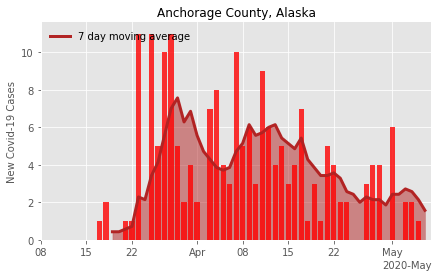 Anchorage County, Alaska
7 day moving average
New Covid-19 Cases
10
8
6
4
2
0
08
15
22
Apr
08
15
22
May
2020-May